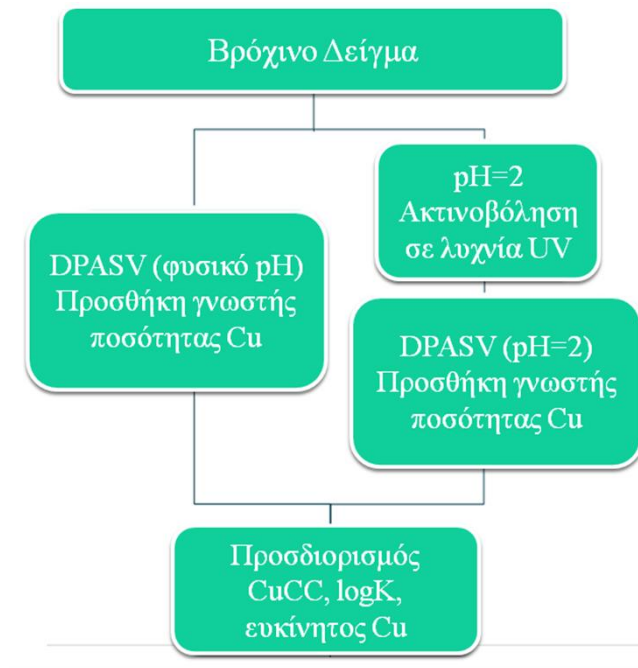 Βρόχινο Δείγμα
pH=2
Ακτινοβόληση
σε λυχνία UV
DPASV (φυσικό pH)
Προσθήκη γνωστής
ποσότητας Cu
DPASV (pH=2)
Προσθήκη γνωστής
ποσότητας Cu
Προσδιορισμός
CuCC, logK,
ευκίνητος Cu